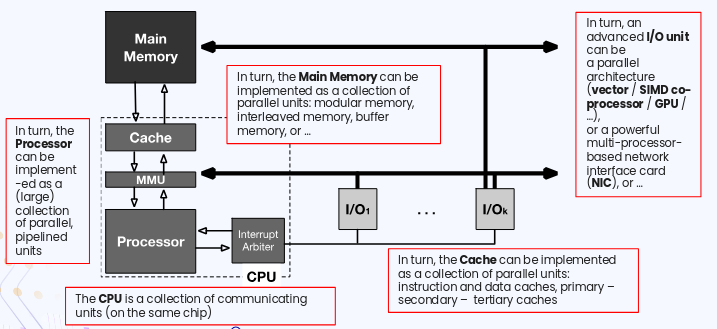 Main
Memory
Cache
MMU
Processor
Interrupt
Arbiter
CPU
I/O1
...
I/Ok
In turn, the Main Memory can be
implemented as a collection of
parallel units: modular memory,
interleaved memory, buffer
memory, or ...
In turn, an
advanced I/O unit
can be
a parallel
architecture
(vector / SIMD co-
processor / GPU /
...),
or a powerful
multi-processor-
based network
interface card
(NIC), or ...
In turn, the
Processor
can be
implement
-ed as a
(large)
collection
of parallel,
pipelined
units
In turn, the Cache can be implemented
as a collection of parallel units:
instruction and data caches, primary –
secondary – tertiary caches
The CPU is a collection of communicating
units (on the same chip)